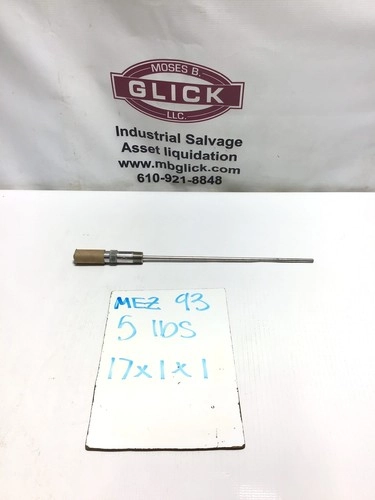 MOSES B.
GLICK
LLC.
Industrial Salvage
Asset liquidation
www.mbglick.com
610-921-8848
MEZ 93
5 lbs
17x1x1